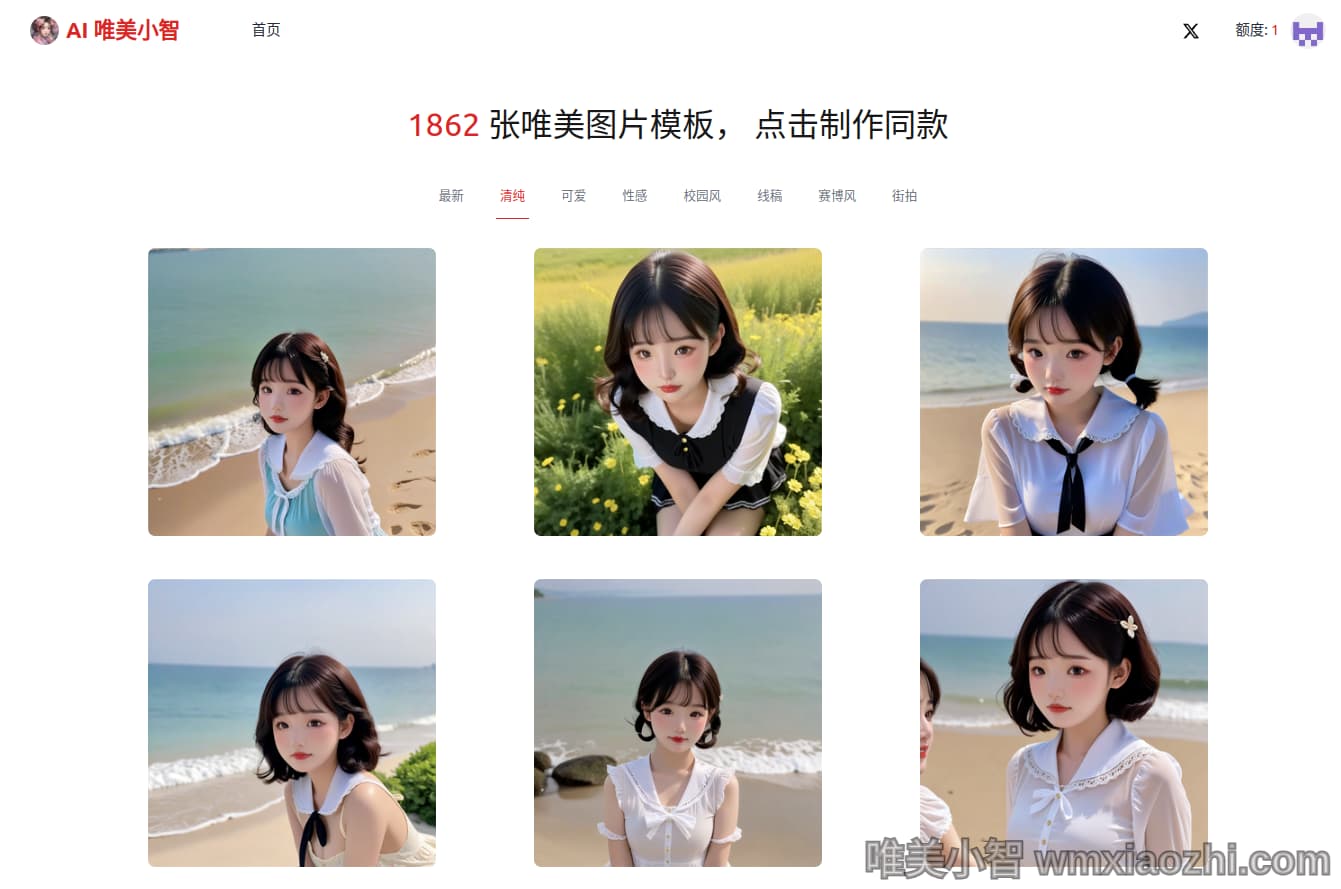 AI 唯美小智
首页
额度: 1
1862 张唯美图片模板， 点击制作同款
最新 清纯 可爱 性感 校园风 线稿 赛博风 街拍
唯美小智 wmxiaozhi.com